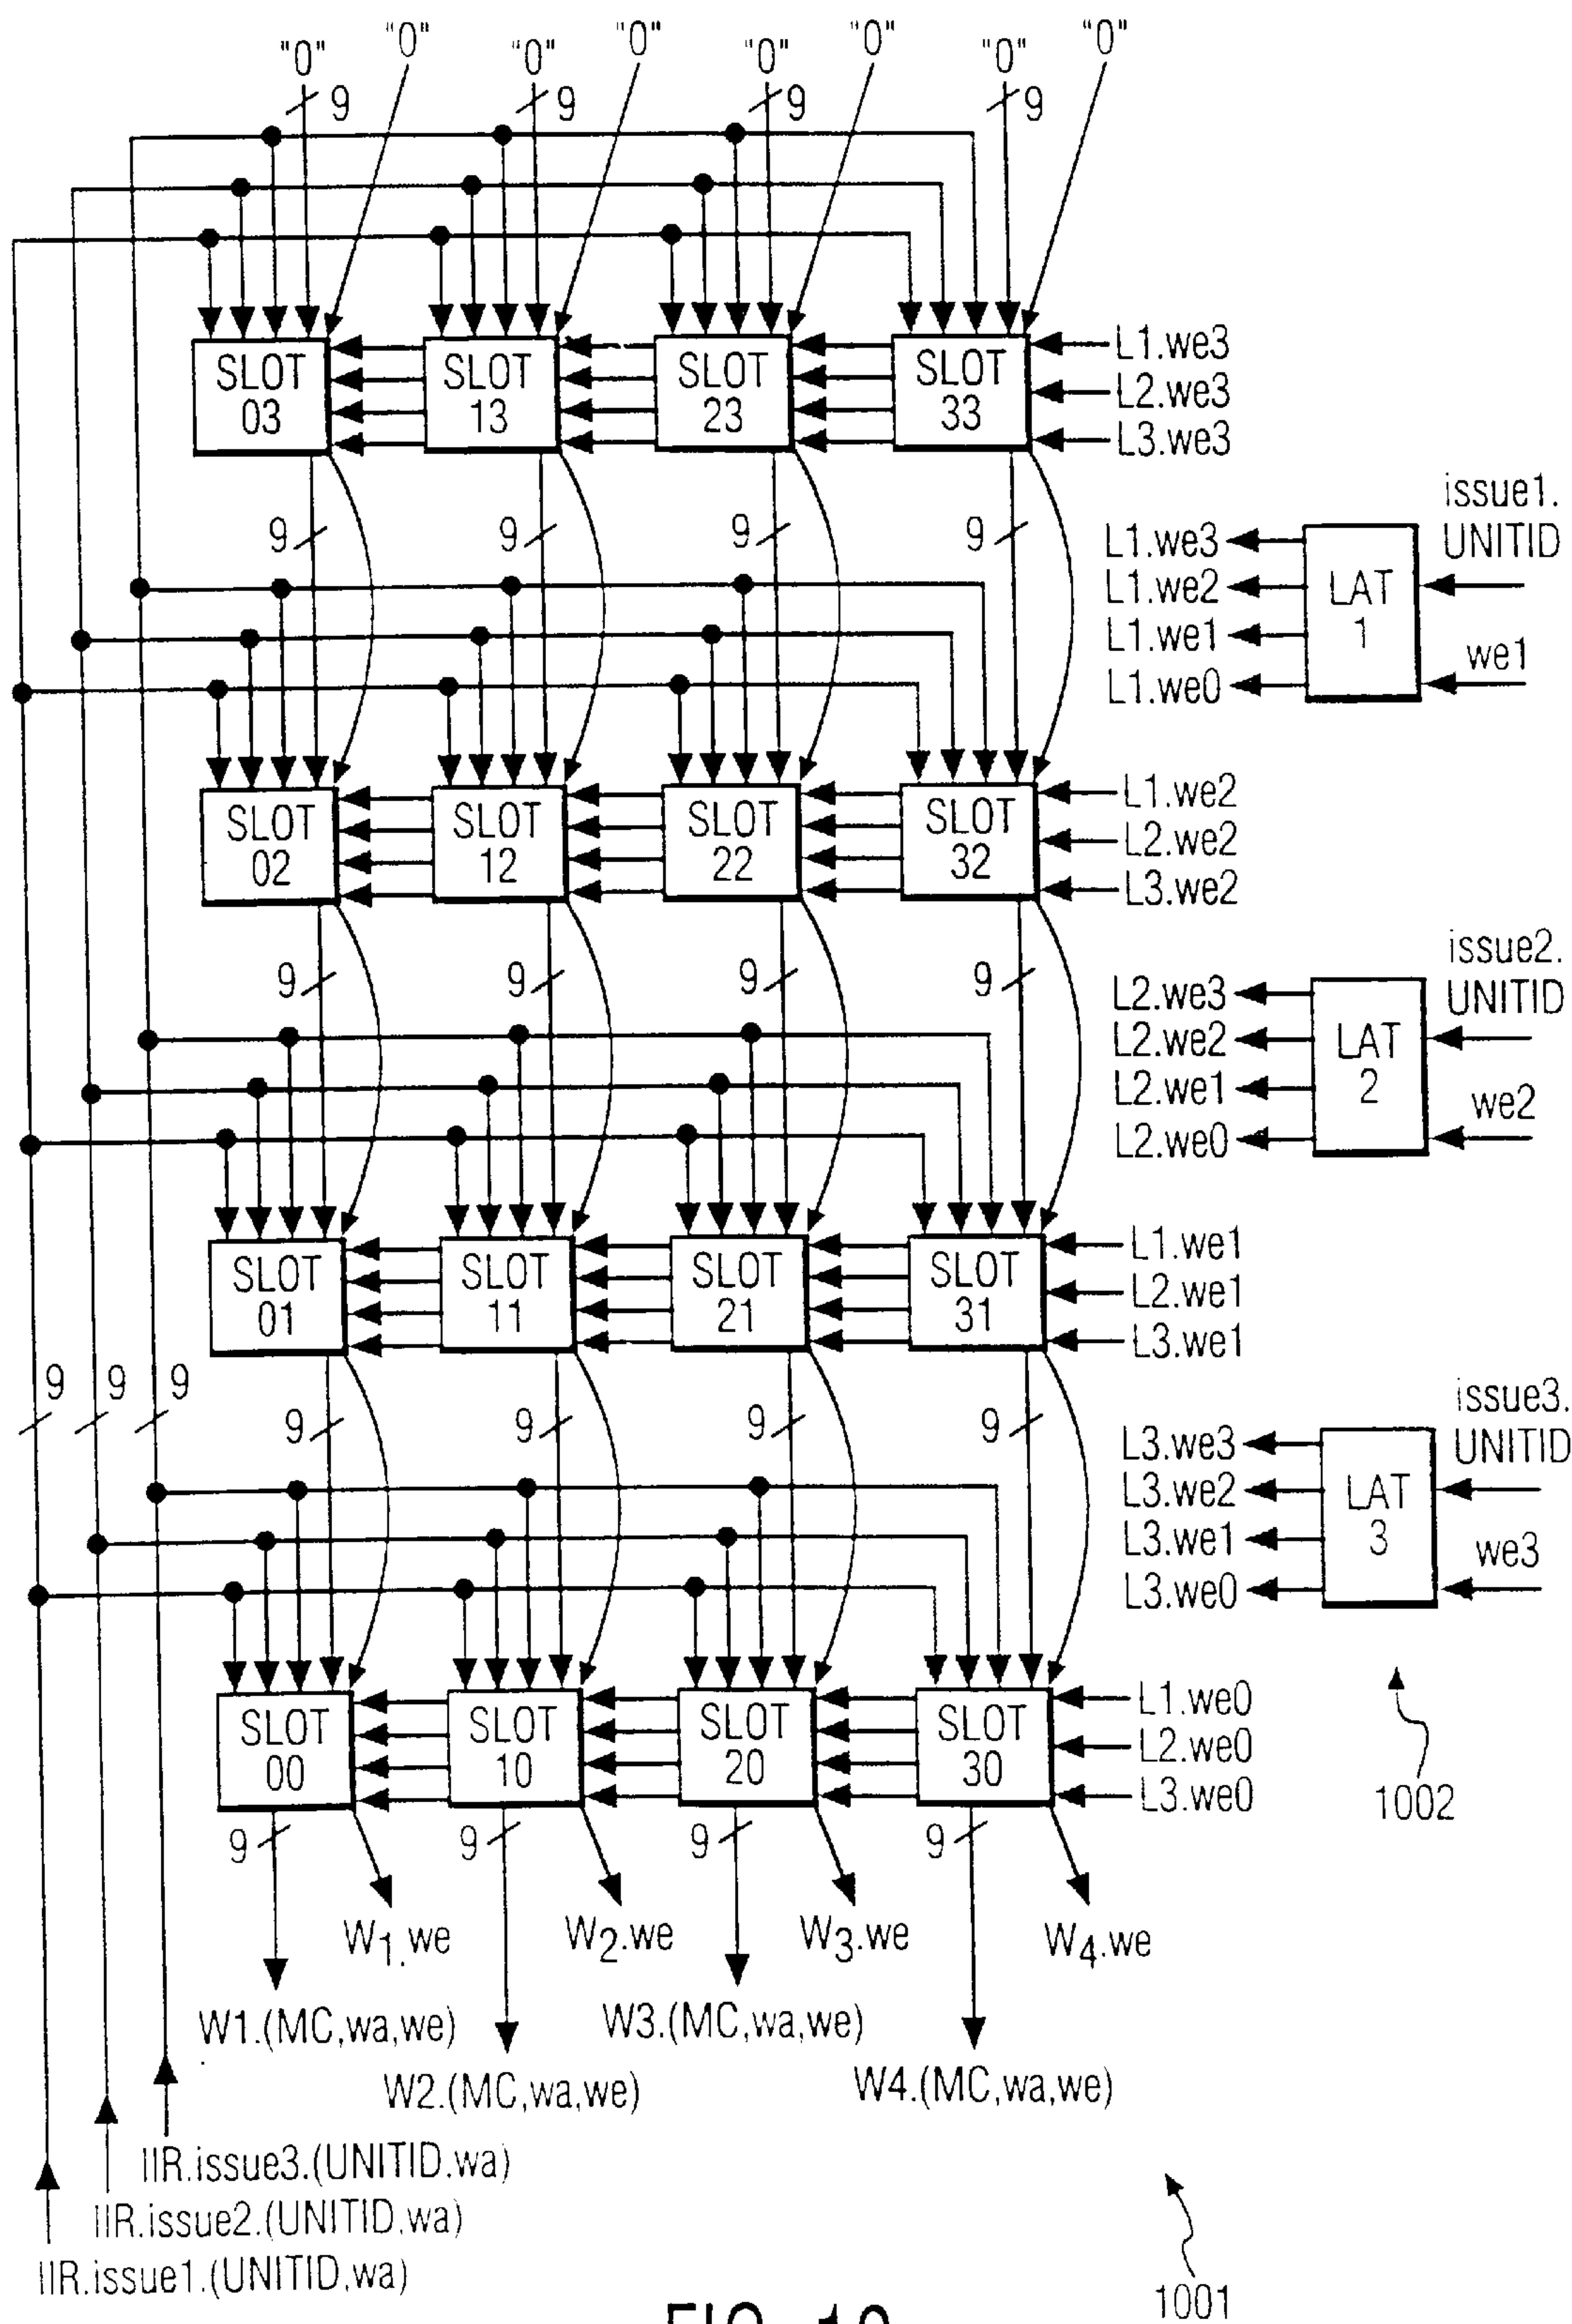 "0" "0" "0" "0" "0" "0" "0" "0"
9 9 9 9
SLOT 03
SLOT 13
SLOT 23
SLOT 33
L1.we3
L2.we3
L3.we3
9 9 9 9
L1.we3
L1.we2
L1.we1
L1.we0
LAT 1
issue1.
UNITID
we1
SLOT 02
SLOT 12
SLOT 22
SLOT 32
L1.we2
L2.we2
L3.we2
9 9 9 9
L2.we3
L2.we2
L2.we1
L2.we0
LAT 2
issue2.
UNITID
we2
SLOT 01
SLOT 11
SLOT 21
SLOT 31
L1.we1
L2.we1
L3.we1
9 9 9 9 9 9 9
L3.we3
L3.we2
L3.we1
L3.we0
LAT 3
issue3.
UNITID
we3
SLOT 00
SLOT 10
SLOT 20
SLOT 30
L1.we0
L2.we0
L3.we0
1002
9 9 9 9
W1.we W2.we W3.we W4.we
W1.(MC,wa,we) W3.(MC,wa,we)
W2.(MC,wa,we) W4.(MC,wa,we)
IIR.issue3.(UNITID.wa)
IIR.issue2.(UNITID,wa)
IIR.issue1.(UNITID,wa)
1001